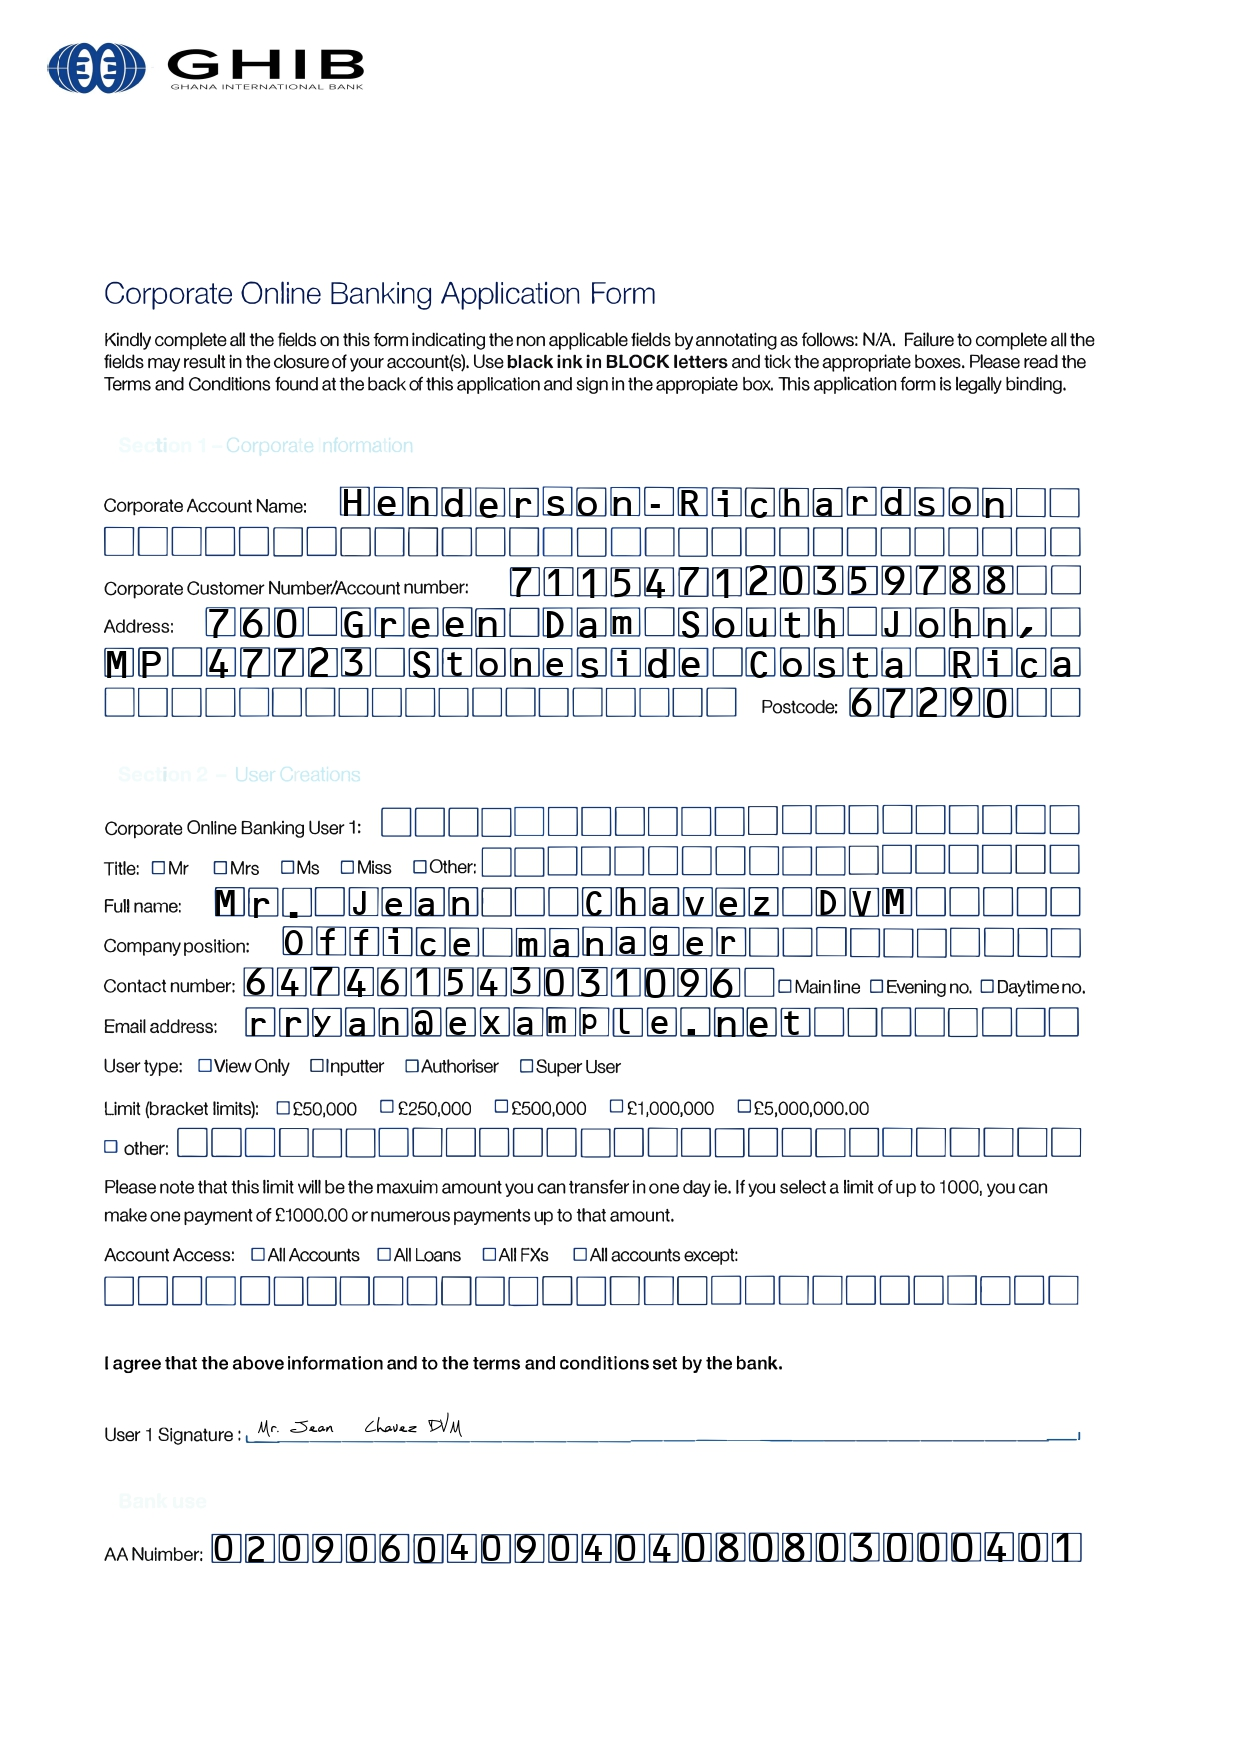 GHIB
GHANA INTERNATIONAL BANK
Corporate Online Banking Application Form
Kindly complete all the fields on this form indicating the non applicable fields by annotating as follows: N/A. Failure to complete all the
fields may result in the closure of your account(s). Use black ink in BLOCK letters and tick the appropriate boxes. Please read the
Terms and Conditions found at the back of this application and sign in the appropiate box. This application form is legally binding.
Section 1 – Corporate Information
Corporate Account Name: Henderson-Richardson
Corporate Customer Number/Account number: 711547120359788
Address: 760 Green Dam South John,
MP 47723 Stoneside Costa Rica
Postcode: 67290
Section 2 – User Creations
Corporate Online Banking User 1:
Title: Mr Mrs Ms Miss Other:
Full name: Mr. Jean Chavez DVM
Company position: Office manager
Contact number: 647461543031096 Main line Evening no. Daytime no.
Email address: rryan@example.net
User type: View Only Inputter Authoriser Super User
Limit (bracket limits): £50,000 £250,000 £500,000 £1,000,000 £5,000,000.00
other:
Please note that this limit will be the maxuim amount you can transfer in one day ie. If you select a limit of up to 1000, you can
make one payment of £1000.00 or numerous payments up to that amount.
Account Access: All Accounts All Loans All FXs All accounts except:
I agree that the above information and to the terms and conditions set by the bank.
User 1 Signature : Mr. Jean Chavez DVM
Bank use
AA Nuimber: 02090604090404080803000401